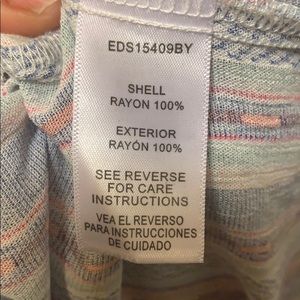 EDS15409BY
SHELL
RAYON 100%
EXTERIOR
RAYÓN 100%
SEE REVERSE
FOR CARE
INSTRUCTIONS
VEA EL REVERSO
PARA INSTRUCCIONES
DE CUIDADO